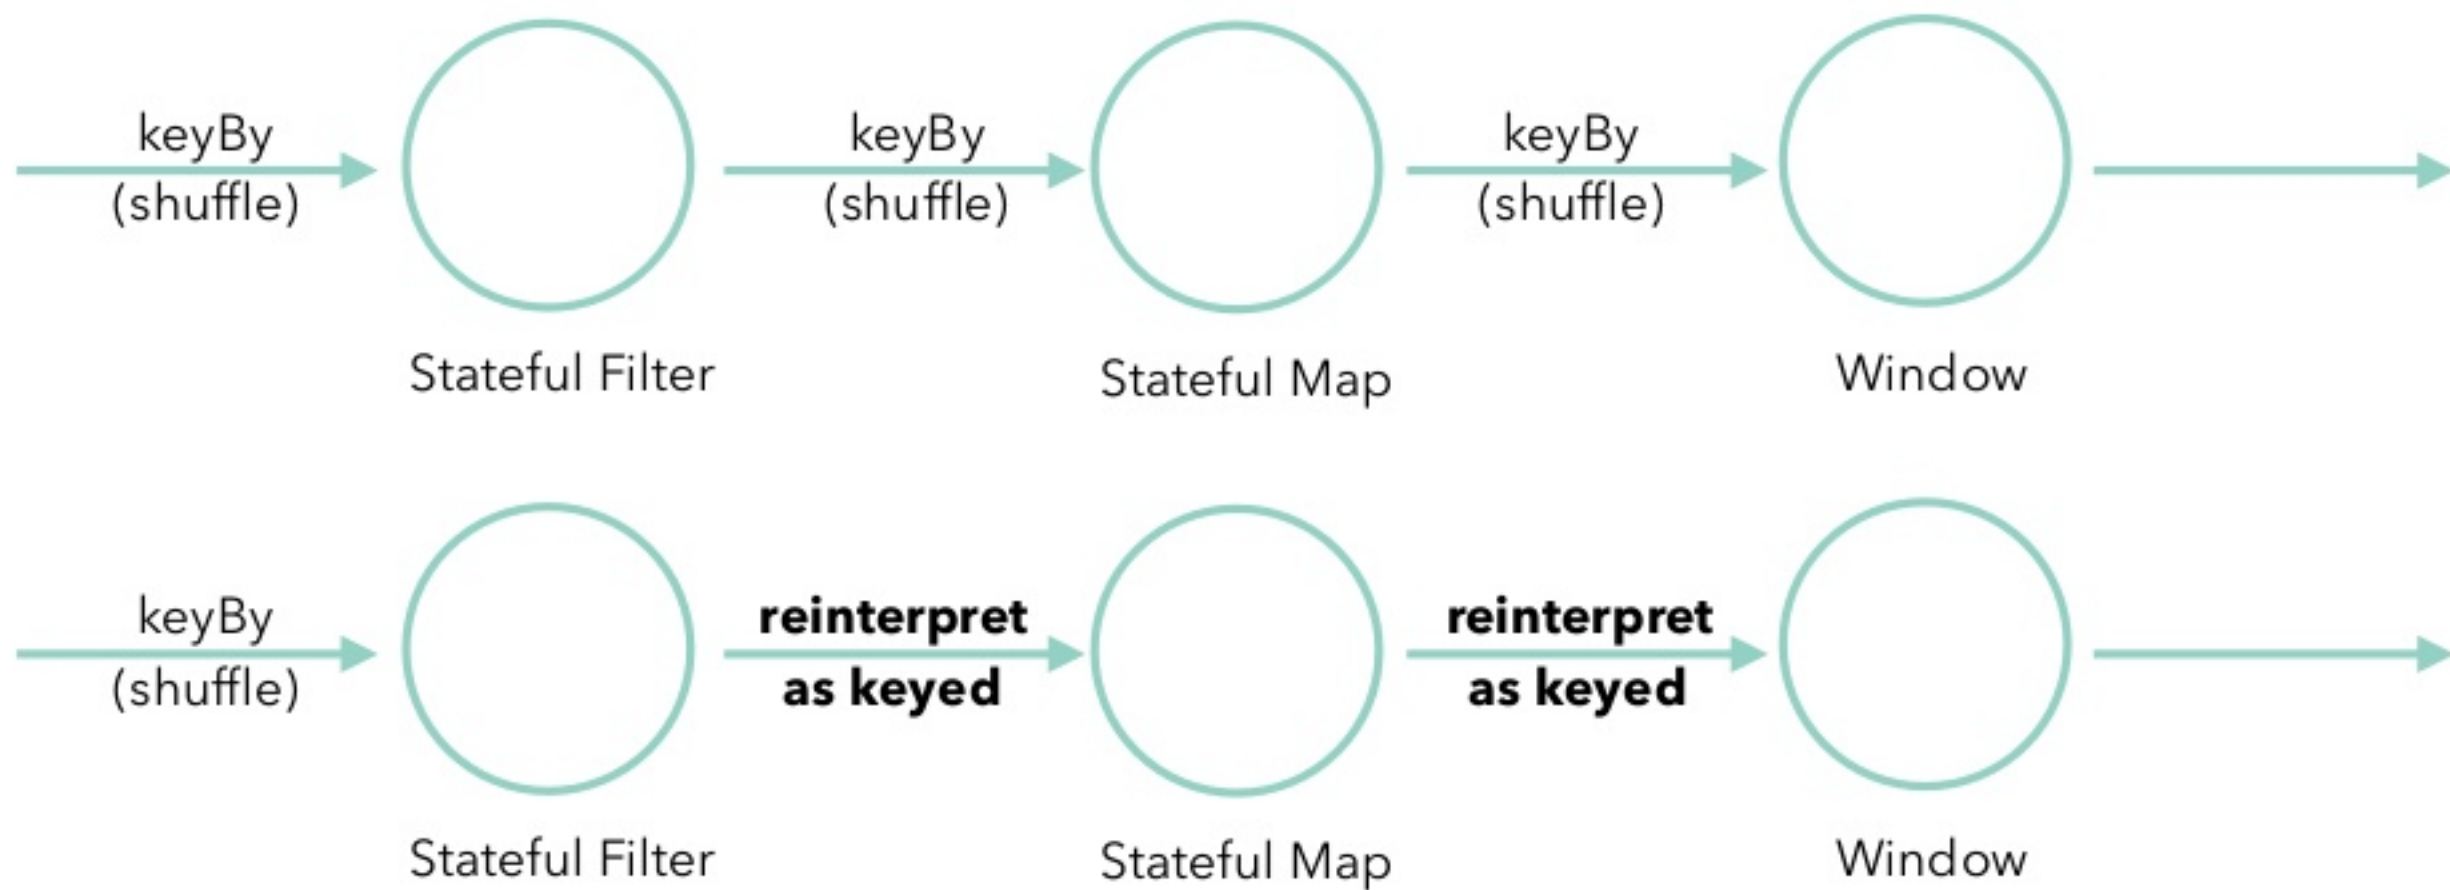 keyBy
(shuffle)
keyBy
(shuffle)
keyBy
(shuffle)
Stateful Filter
Stateful Map
Window
keyBy
(shuffle)
reinterpret
as keyed
reinterpret
as keyed
Stateful Filter
Stateful Map
Window